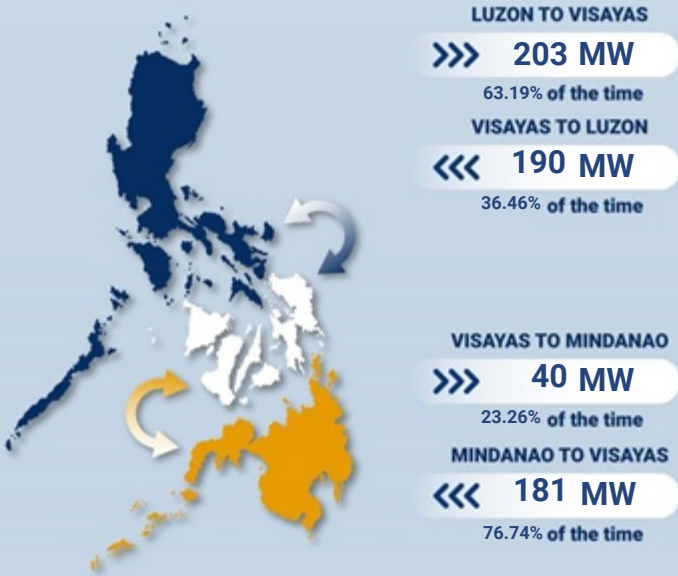 LUZON TO VISAYAS
203 MW
63.19% of the time
VISAYAS TO LUZON
190 MW
36.46% of the time
VISAYAS TO MINDANAO
40 MW
23.26% of the time
MINDANAO TO VISAYAS
181 MW
76.74% of the time